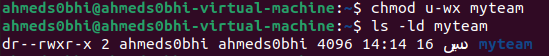 ahmeds0bhi@ahmeds0bhi-virtual-machine:~$ chmod u-wx myteam
ahmeds0bhi@ahmeds0bhi-virtual-machine:~$ ls -ld myteam
dr--rwxr-x 2 ahmeds0bhi ahmeds0bhi 4096 14:14 16 myteam